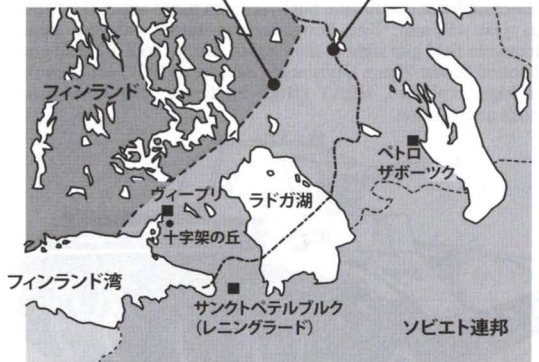 フィンランド
ペトロ
ザボーツク
ヴィープリ
ラドガ湖
十字架の丘
フィンランド湾
サンクトペテルブルク
(レニングラード)
ソビエト連邦